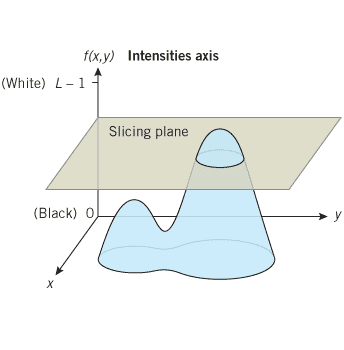 f(x,y) Intensities axis
(White) L – 1
Slicing plane
(Black) 0
y
x